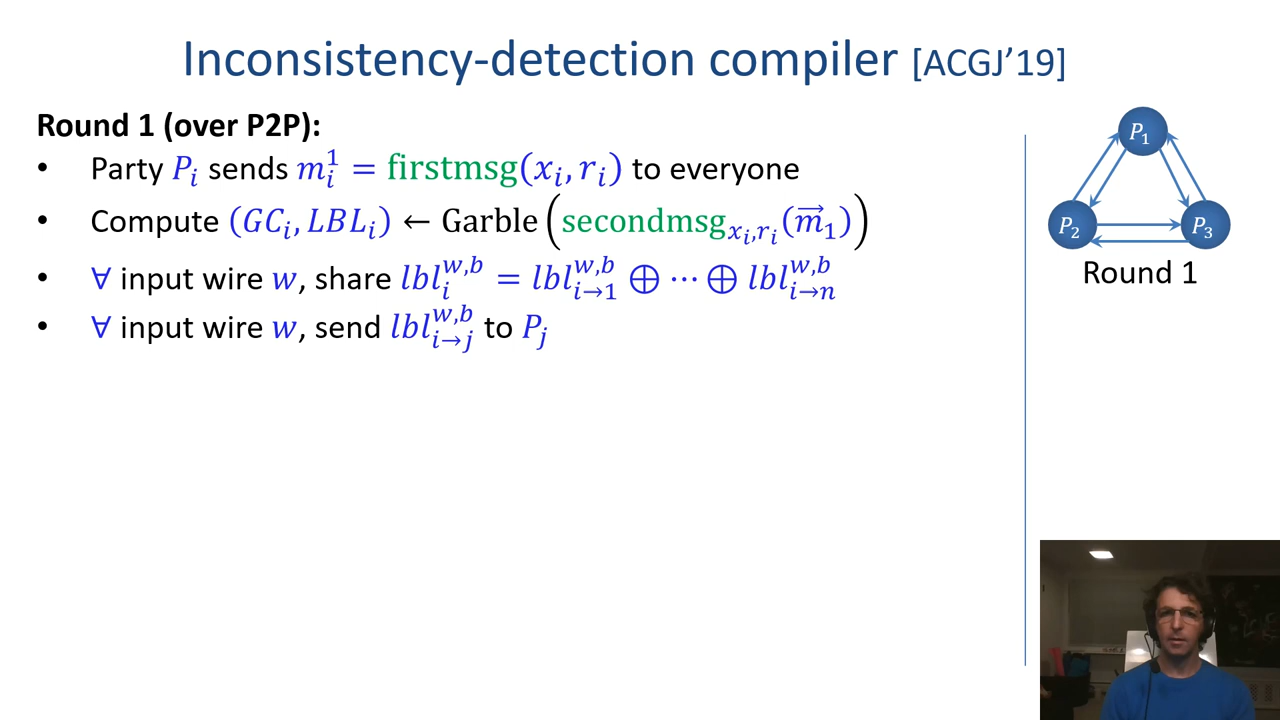 Inconsistency-detection compiler [ACGJ'19]
Round 1 (over P2P):
• Party P_i sends m_i^1 = firstmsg(x_i, r_i) to everyone
• Compute (GC_i, LBL_i) ← Garble(secondmsg_{x_i,r_i}(\vec{m}_1))
• ∀ input wire w, share lbl_i^{w,b} = lbl_{i→1}^{w,b} ⊕ ⋯ ⊕ lbl_{i→n}^{w,b}
• ∀ input wire w, send lbl_{i→j}^{w,b} to P_j
P_1
P_2
P_3
Round 1